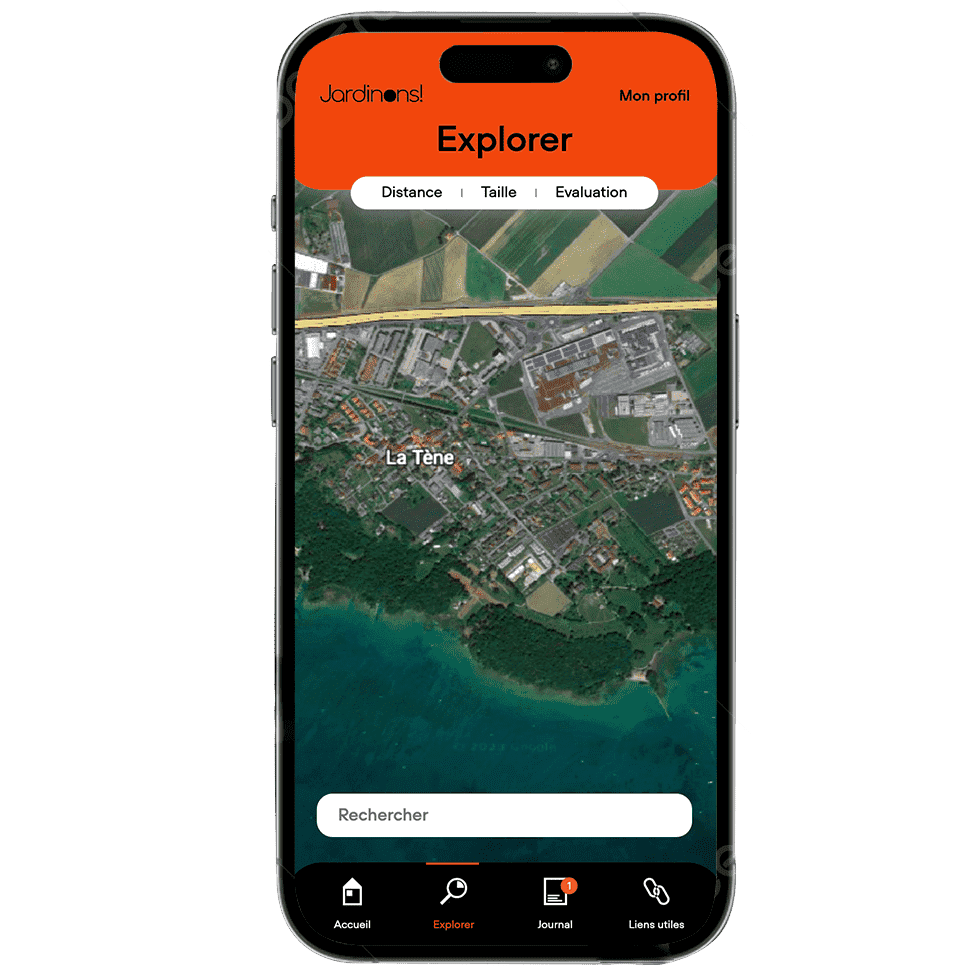 Jardinons!
Mon profil
Explorer
Distance | Taille | Evaluation
La Tène
Rechercher
1
Accueil
Explorer
Journal
Liens utiles